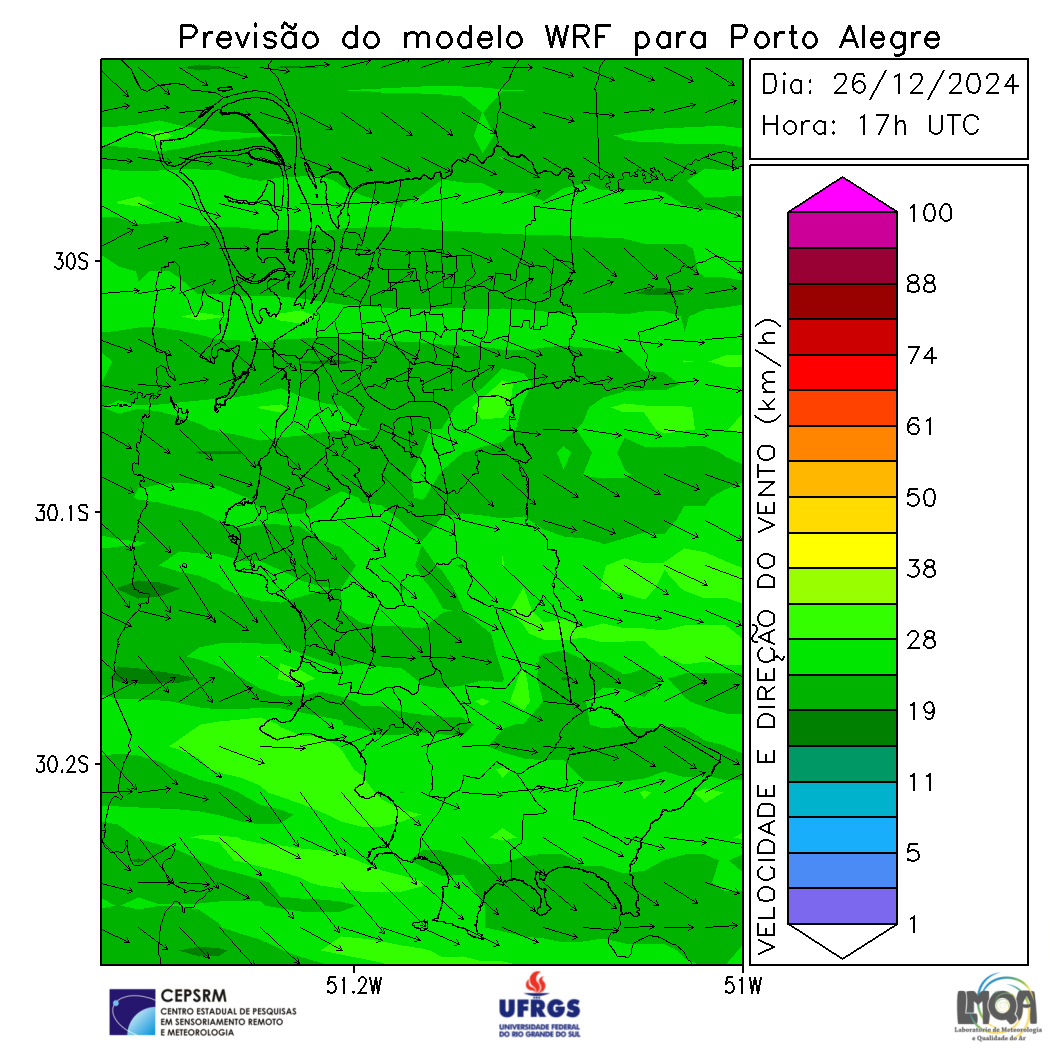 Previsão do modelo WRF para Porto Alegre
Dia: 26/12/2024
Hora: 17h UTC
30S
30.1S
30.2S
51.2W
51W
VELOCIDADE E DIREÇÃO DO VENTO (km/h)
100
88
74
61
50
38
28
19
11
5
1
CEPSRM
CENTRO ESTADUAL DE PESQUISAS
EM SENSORIAMENTO REMOTO
E METEOROLOGIA
UFRGS
UNIVERSIDADE FEDERAL
DO RIO GRANDE DO SUL
LMQA
Laboratório de Meteorologia
e Qualidade do Ar